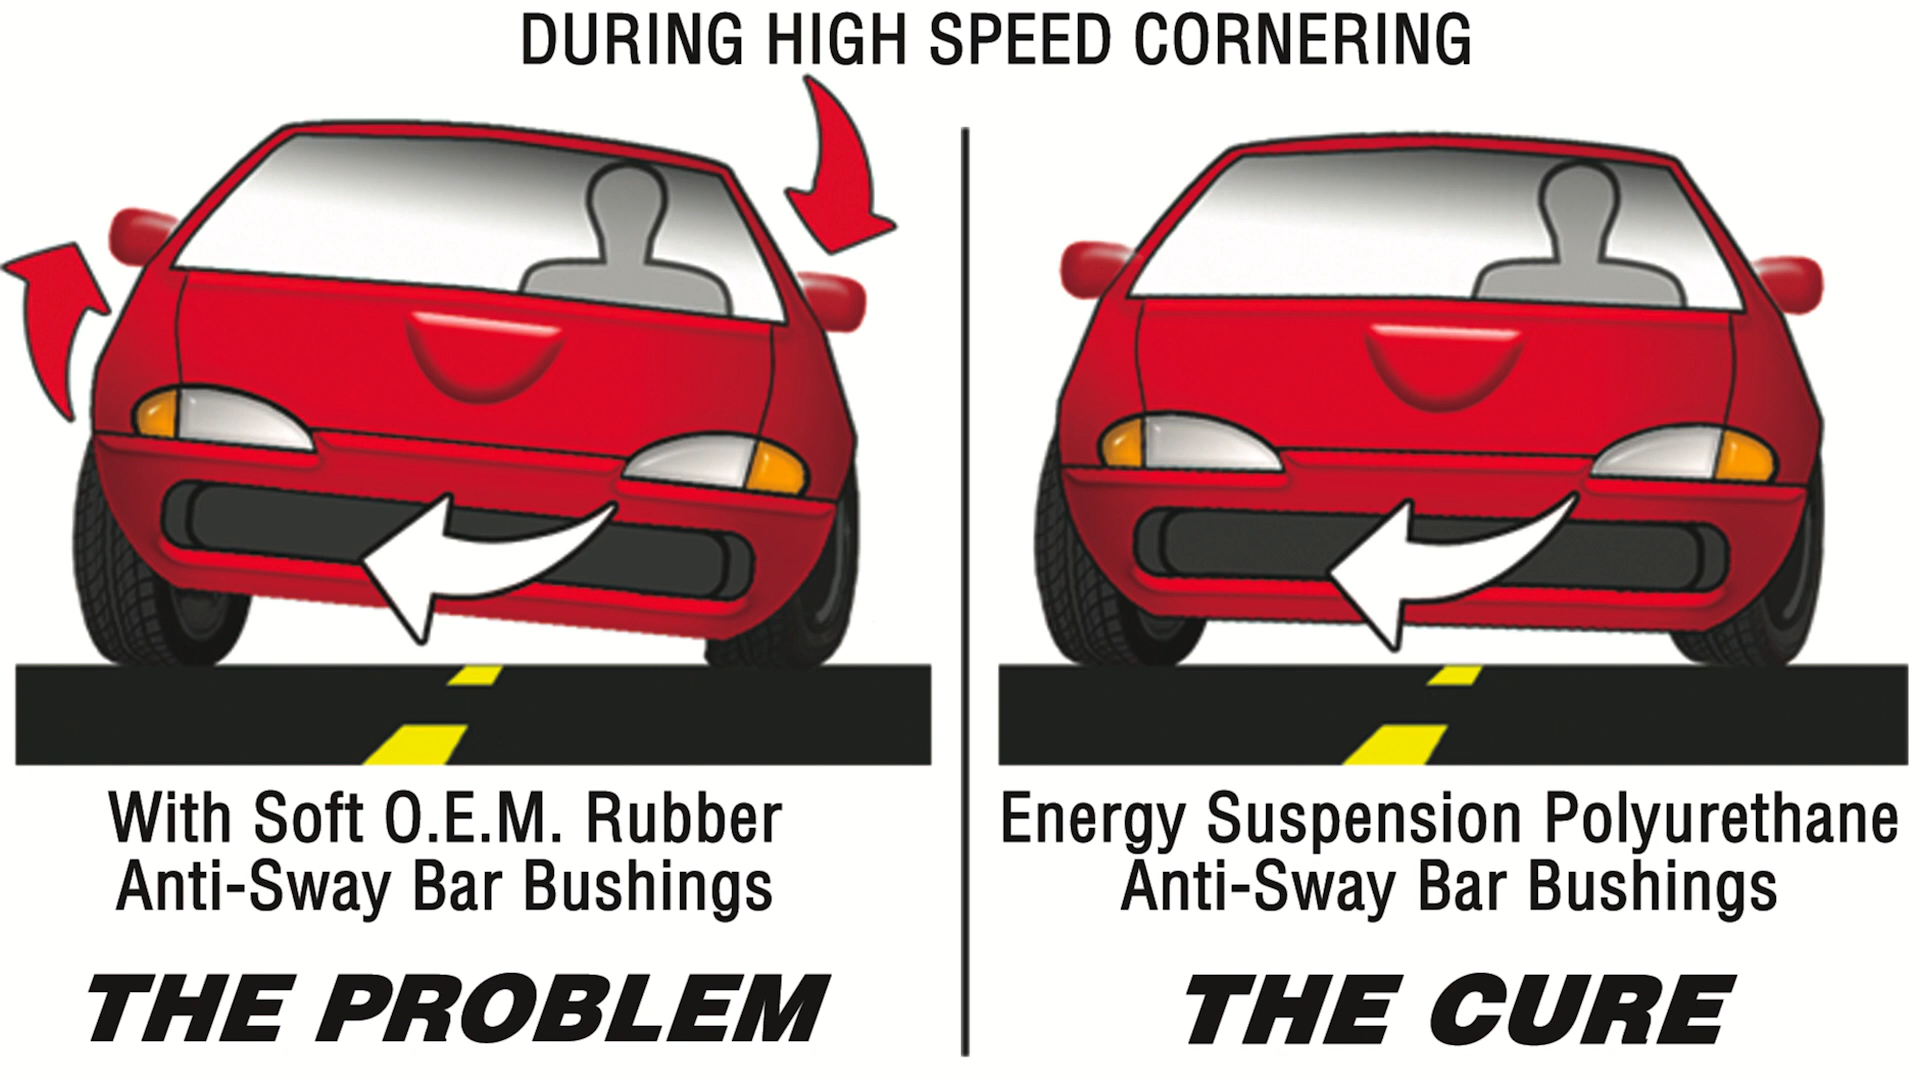 DURING HIGH SPEED CORNERING
With Soft O.E.M. Rubber
Anti-Sway Bar Bushings
THE PROBLEM
Energy Suspension Polyurethane
Anti-Sway Bar Bushings
THE CURE